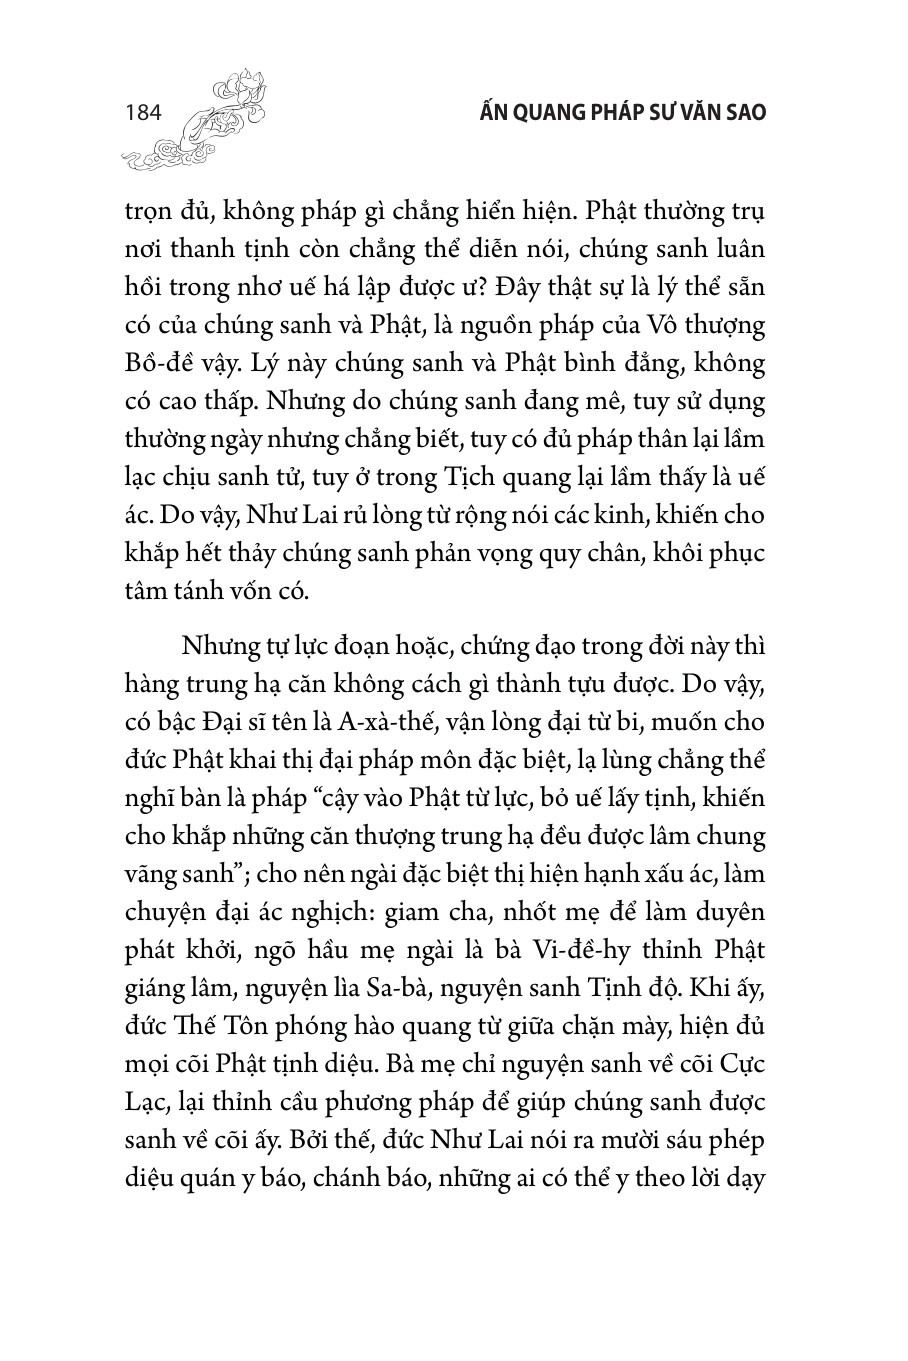 184
ẤN QUANG PHÁP SƯ VĂN SAO
trọn đủ, không pháp gì chẳng hiển hiện. Phật thường trụ
nơi thanh tịnh còn chẳng thể diễn nói, chúng sanh luân
hồi trong nhơ uế há lập được ư? Đây thật sự là lý thể sẵn
có của chúng sanh và Phật, là nguồn pháp của Vô thượng
Bồ-đề vậy. Lý này chúng sanh và Phật bình đẳng, không
có cao thấp. Nhưng do chúng sanh đang mê, tuy sử dụng
thường ngày nhưng chẳng biết, tuy có đủ pháp thân lại lầm
lạc chịu sanh tử, tuy ở trong Tịch quang lại lầm thấy là uế
ác. Do vậy, Như Lai rủ lòng từ rộng nói các kinh, khiến cho
khắp hết thảy chúng sanh phản vọng quy chân, khôi phục
tâm tánh vốn có.
Nhưng tự lực đoạn hoặc, chứng đạo trong đời này thì
hàng trung hạ căn không cách gì thành tựu được. Do vậy,
có bậc Đại sĩ tên là A-xà-thế, vận lòng đại từ bi, muốn cho
đức Phật khai thị đại pháp môn đặc biệt, lạ lùng chẳng thể
nghĩ bàn là pháp “cậy vào Phật từ lực, bỏ uế lấy tịnh, khiến
cho khắp những căn thượng trung hạ đều được lâm chung
vãng sanh”; cho nên ngài đặc biệt thị hiện hạnh xấu ác, làm
chuyện đại ác nghịch: giam cha, nhốt mẹ để làm duyên
phát khởi, ngõ hầu mẹ ngài là bà Vi-đề-hy thỉnh Phật
giáng lâm, nguyện lìa Sa-bà, nguyện sanh Tịnh độ. Khi ấy,
đức Thế Tôn phóng hào quang từ giữa chặn mày, hiện đủ
mọi cõi Phật tịnh diệu. Bà mẹ chỉ nguyện sanh về cõi Cực
Lạc, lại thỉnh cầu phương pháp để giúp chúng sanh được
sanh về cõi ấy. Bởi thế, đức Như Lai nói ra mười sáu phép
diệu quán y báo, chánh báo, những ai có thể y theo lời dạy